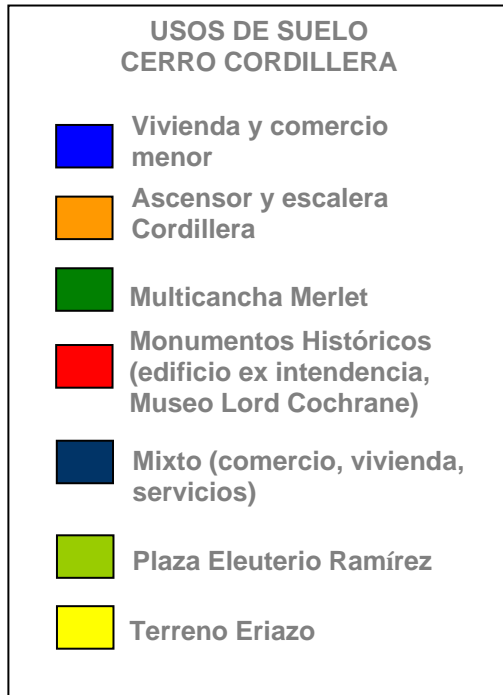 USOS DE SUELO
CERRO CORDILLERA
Vivienda y comercio
menor
Ascensor y escalera
Cordillera
Multicancha Merlet
Monumentos Históricos
(edificio ex intendencia,
Museo Lord Cochrane)
Mixto (comercio, vivienda,
servicios)
Plaza Eleuterio Ramírez
Terreno Eriazo